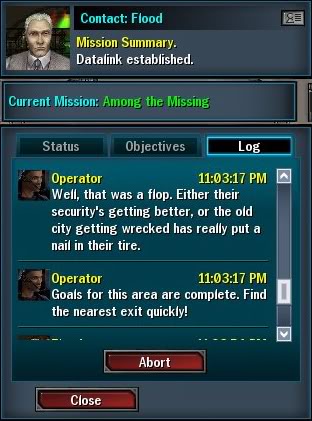 Contact: Flood
Mission Summary.
Datalink established.
Current Mission: Among the Missing
Status
Objectives
Log
Operator 11:03:17 PM
Well, that was a flop. Either their
security's getting better, or the old
city getting wrecked has really put a
nail in their tire.
Operator 11:03:17 PM
Goals for this area are complete. Find
the nearest exit quickly!
Abort
Close